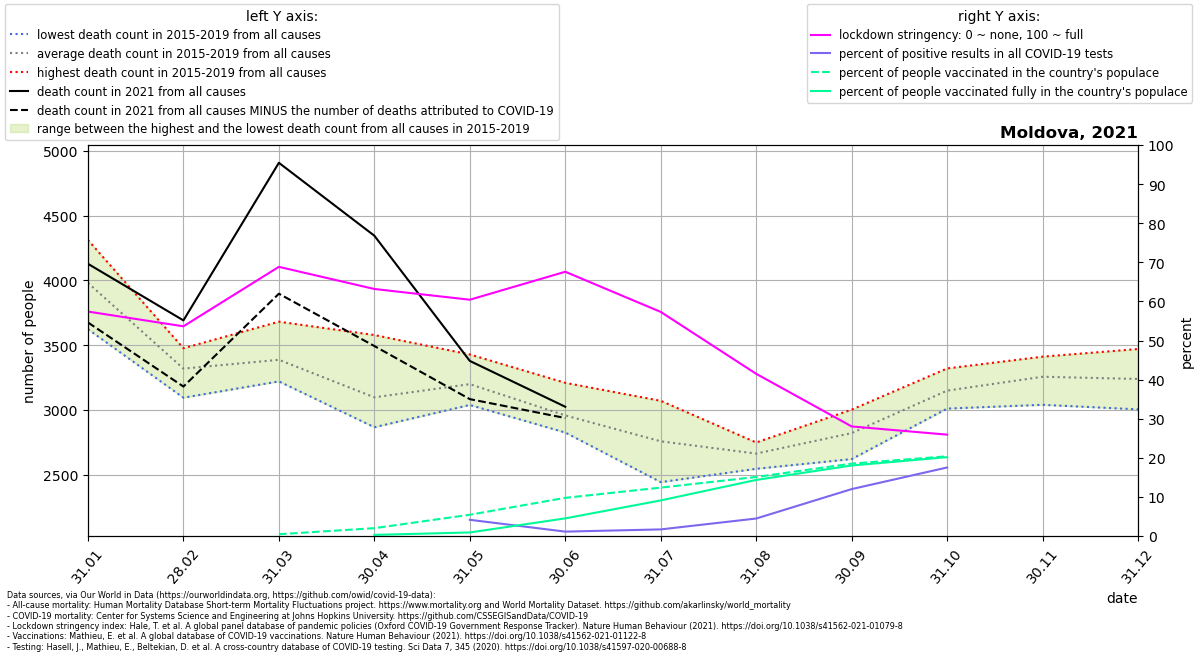 left Y axis:
lowest death count in 2015-2019 from all causes
average death count in 2015-2019 from all causes
highest death count in 2015-2019 from all causes
death count in 2021 from all causes
death count in 2021 from all causes MINUS the number of deaths attributed to COVID-19
range between the highest and the lowest death count from all causes in 2015-2019
right Y axis:
lockdown stringency: 0 ~ none, 100 ~ full
percent of positive results in all COVID-19 tests
percent of people vaccinated in the country's populace
percent of people vaccinated fully in the country's populace
Moldova, 2021
number of people
5000
4500
4000
3500
3000
2500
100
90
80
70
60
50
40
30
20
10
0
percent
31.01
28.02
31.03
30.04
31.05
30.06
31.07
31.08
30.09
31.10
30.11
31.12
date
Data sources, via Our World in Data (https://ourworldindata.org, https://github.com/owid/covid-19-data):
- All-cause mortality: Human Mortality Database Short-term Mortality Fluctuations project. https://www.mortality.org and World Mortality Dataset. https://github.com/akarlinsky/world_mortality
- COVID-19 mortality: Center for Systems Science and Engineering at Johns Hopkins University. https://github.com/CSSEGISandData/COVID-19
- Lockdown stringency index: Hale, T. et al. A global panel database of pandemic policies (Oxford COVID-19 Government Response Tracker). Nature Human Behaviour (2021). https://doi.org/10.1038/s41562-021-01079-8
- Vaccinations: Mathieu, E. et al. A global database of COVID-19 vaccinations. Nature Human Behaviour (2021). https://doi.org/10.1038/s41562-021-01122-8
- Testing: Hasell, J., Mathieu, E., Beltekian, D. et al. A cross-country database of COVID-19 testing. Sci Data 7, 345 (2020). https://doi.org/10.1038/s41597-020-00688-8